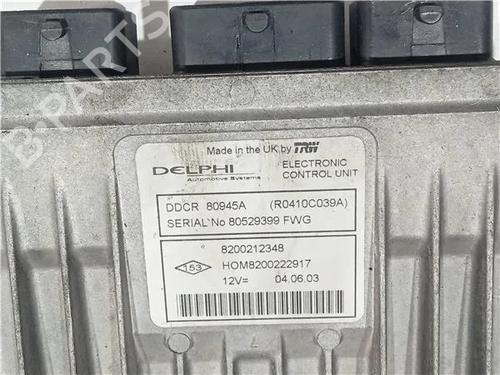 B-PARTS
Made in the UK by TRW
DELPHI
Automotive Systems
ELECTRONIC
CONTROL UNIT
DDCR 80945A (R0410C039A)
SERIAL No 80529399 FWG
8200212348
153
HOM8200222917
12V= 04.06.03